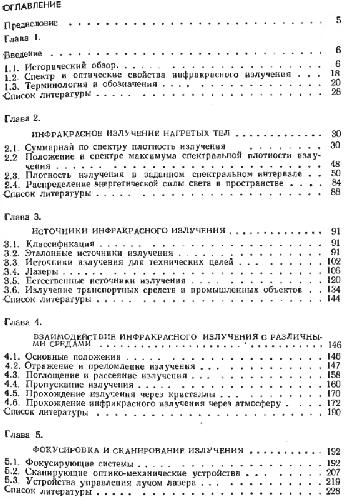 ОГЛАВЛЕНИЕ
Предисловие . . . . . . . . . . 5
Глава 1.
Введение . . . . . . . . . . 6
1.1. Исторический обзор . . . . . . . . . . 6
1.2. Спектр и оптические свойства инфракрасного излучения . . . 18
1.3. Терминология и обозначения . . . . . . . . . . 20
Список литературы . . . . . . . . . . 28
Глава 2.
ИНФРАКРАСНОЕ ИЗЛУЧЕНИЕ НАГРЕТЫХ ТЕЛ . . . . . 30
2.1. Суммарная по спектру плотность излучения . . . . . 30
2.2 Положение и спектре максимума спектральной плотности излу-
чения . . . . . . . . . . 48
2.3. Плотность излучения в заданном спектральном интервале . . 50
2.4. Распределение энергетической силы света в пространстве . . 84
Список литературы . . . . . . . . . . 88
Глава 3.
ИСТОЧНИКИ ИНФРАКРАСНОГО ИЗЛУЧЕНИЯ . . . . . 91
3.1. Классификация . . . . . . . . . . 91
3.2. Эталонные источники излучения . . . . . . . . . . 91
3.3 Источники излучения для технических целей . . . . . 102
3.4. Лазеры . . . . . . . . . . 106
3.5. Естественные источники излучения . . . . . . . . . . 120
3.6. Излучение транспортных средств и промышленных объектов . . 134
Список литературы . . . . . . . . . . 144
Глава 4.
ВЗАИМОДЕЙСТВИЕ ИНФРАКРАСНОГО ИЗЛУЧЕНИЯ С РАЗЛИЧНЫ-
МИ СРЕДАМИ . . . . . . . . . . 146
4.1. Основные положения . . . . . . . . . . 146
4.2. Отражение и преломление излучения . . . . . . . . . . 147
4.3. Поглощение и рассеяние излучения . . . . . . . . . . 158
4.4. Пропускание излучения . . . . . . . . . . 160
4.5. Прохождение излучения через кристаллы . . . . . 170
4.6 Прохождение инфракрасного излучения через атмосферу . . 172
Список литературы . . . . . . . . . . 190
Глава 5.
ФОКУСИРОВКА И СКАНИРОВАНИЕ ИЗЛУЧЕНИЯ . . . . . 192
5.1. Фокусирующие системы . . . . . . . . . . 192
5.2. Сканирующие оптико-механические устройства . . . . . 207
5.3. Устройства управления лучом лазера . . . . . . . . . . 219
Список литературы . . . . . . . . . . 228